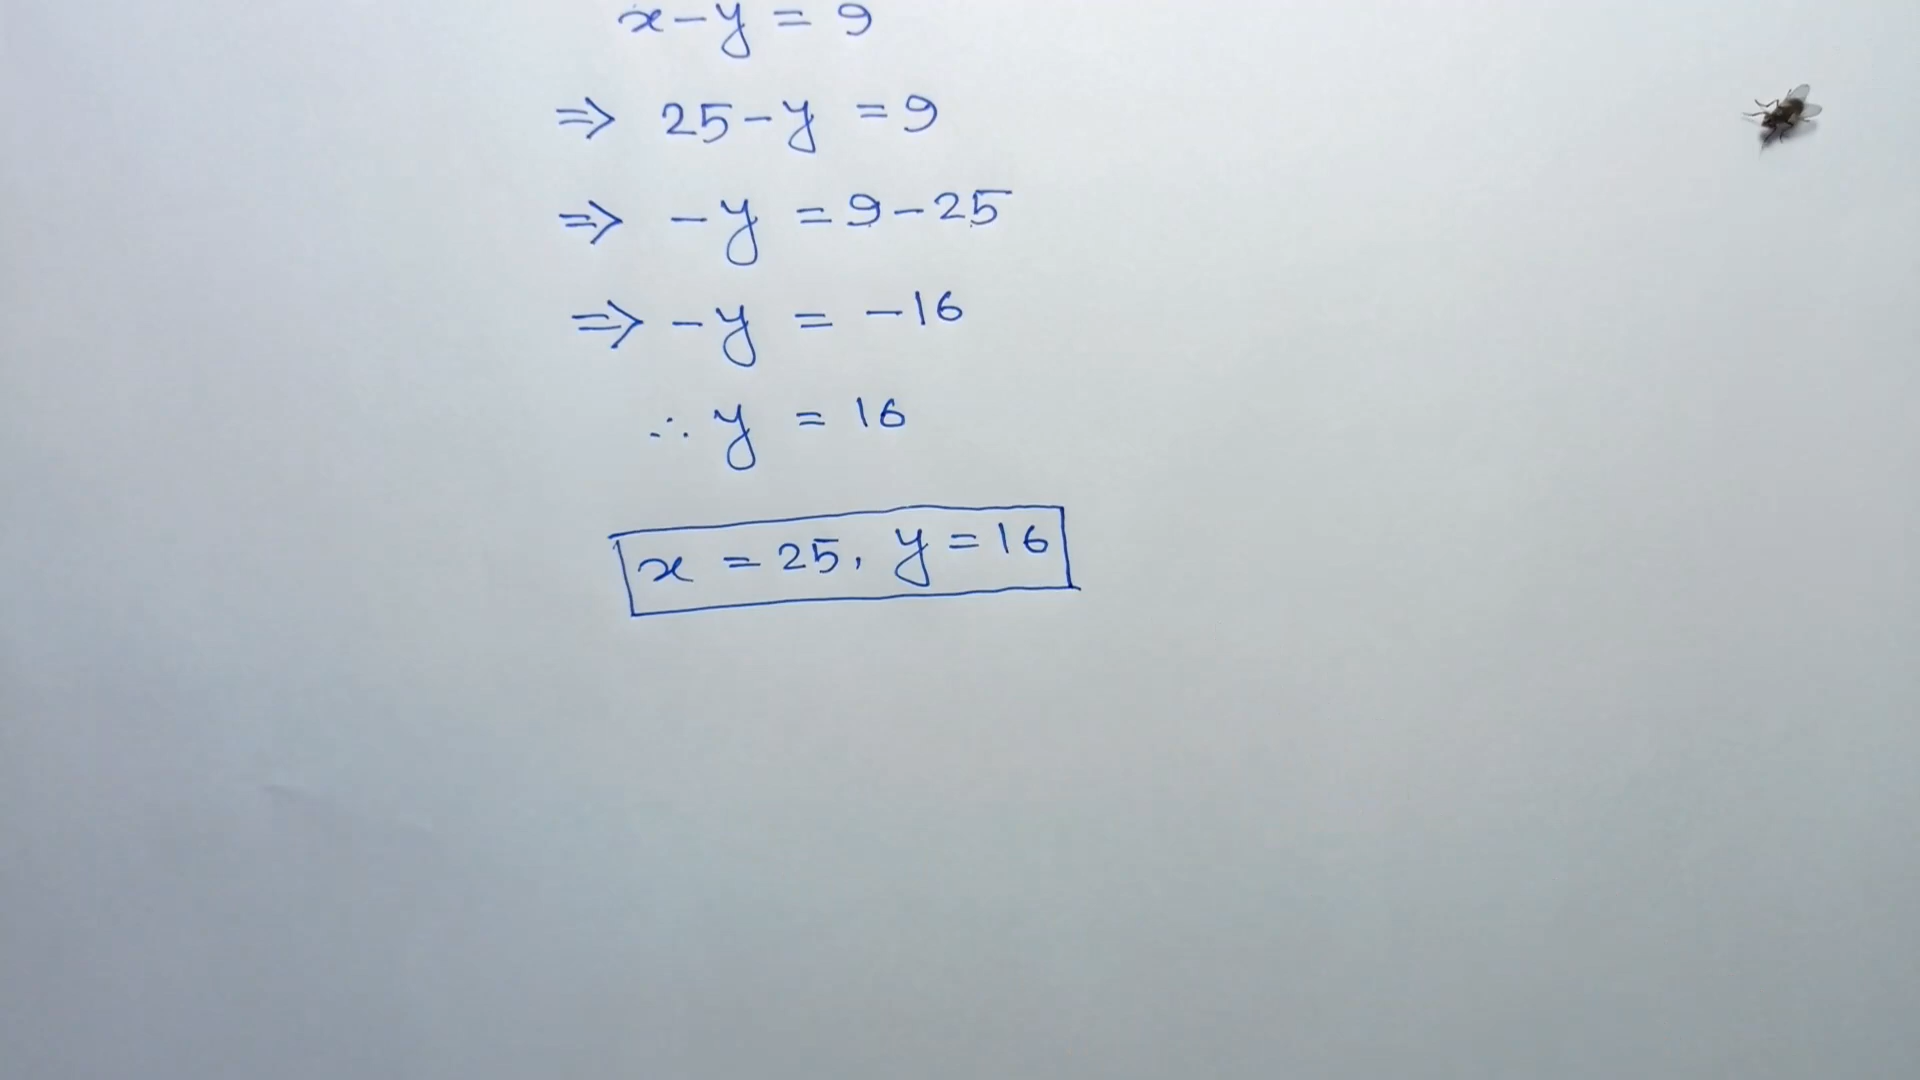 x - y = 9
⇒ 25 - y = 9
⇒ - y = 9 - 25
⇒ - y = - 16
∴ y = 16
x = 25, y = 16